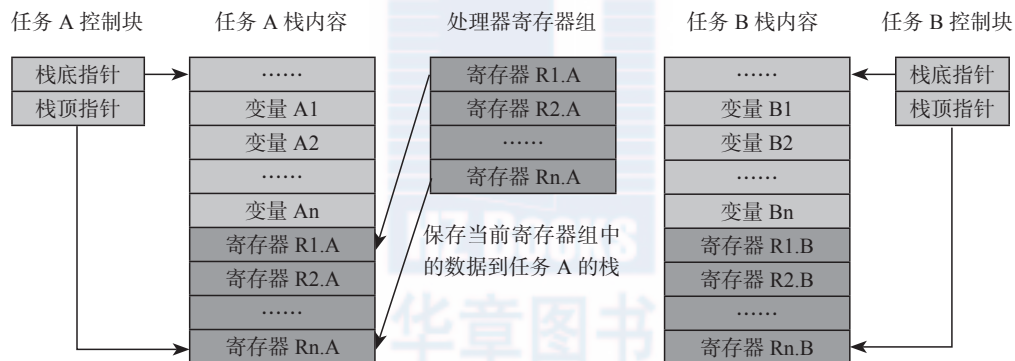 任务 A 控制块
任务 A 栈内容
处理器寄存器组
任务 B 栈内容
任务 B 控制块
栈底指针
栈顶指针
……
变量 A1
变量 A2
……
变量 An
寄存器 R1.A
寄存器 R2.A
……
寄存器 Rn.A
寄存器 R1.A
寄存器 R2.A
……
寄存器 Rn.A
保存当前寄存器组中
的数据到任务 A 的栈
……
变量 B1
变量 B2
……
变量 Bn
寄存器 R1.B
寄存器 R2.B
……
寄存器 Rn.B
栈底指针
栈顶指针
HZ BOOKS
华章图书